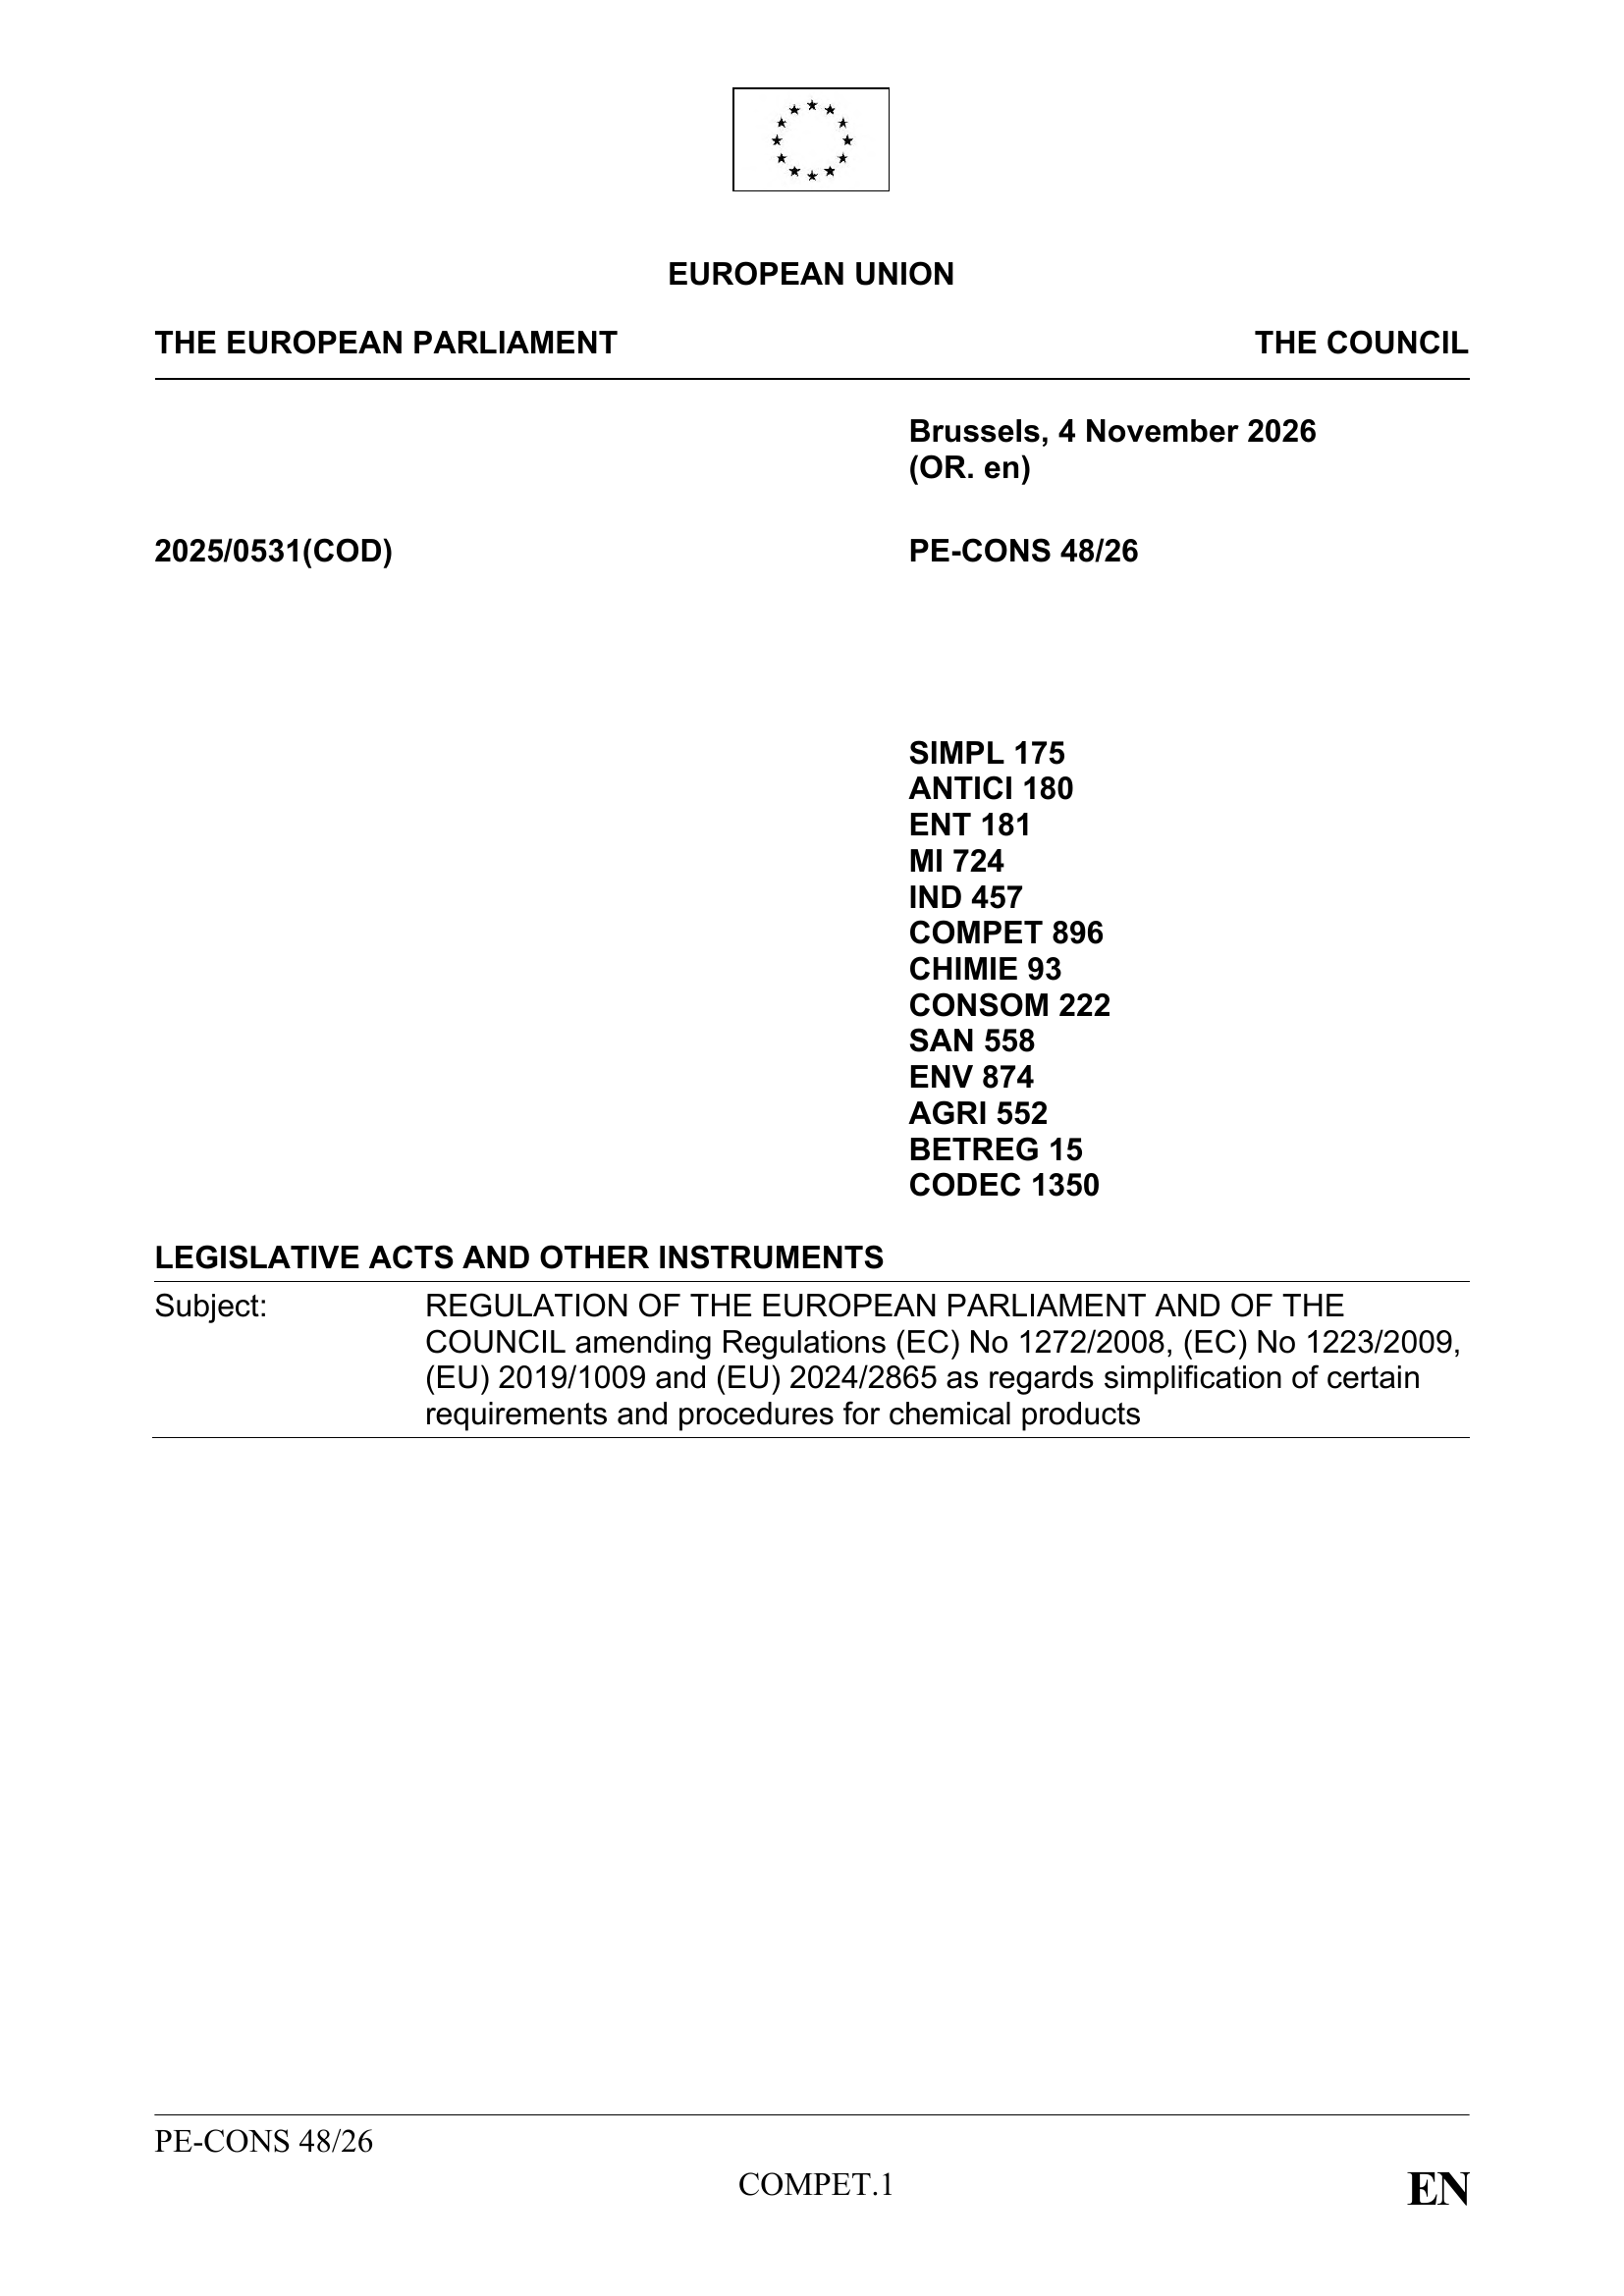 EUROPEAN UNION
THE EUROPEAN PARLIAMENT THE COUNCIL
Brussels, 4 November 2026
(OR. en)
2025/0531(COD) PE-CONS 48/26
SIMPL 175
ANTICI 180
ENT 181
MI 724
IND 457
COMPET 896
CHIMIE 93
CONSOM 222
SAN 558
ENV 874
AGRI 552
BETREG 15
CODEC 1350
LEGISLATIVE ACTS AND OTHER INSTRUMENTS
Subject: REGULATION OF THE EUROPEAN PARLIAMENT AND OF THE
COUNCIL amending Regulations (EC) No 1272/2008, (EC) No 1223/2009,
(EU) 2019/1009 and (EU) 2024/2865 as regards simplification of certain
requirements and procedures for chemical products
PE-CONS 48/26
COMPET.1 EN